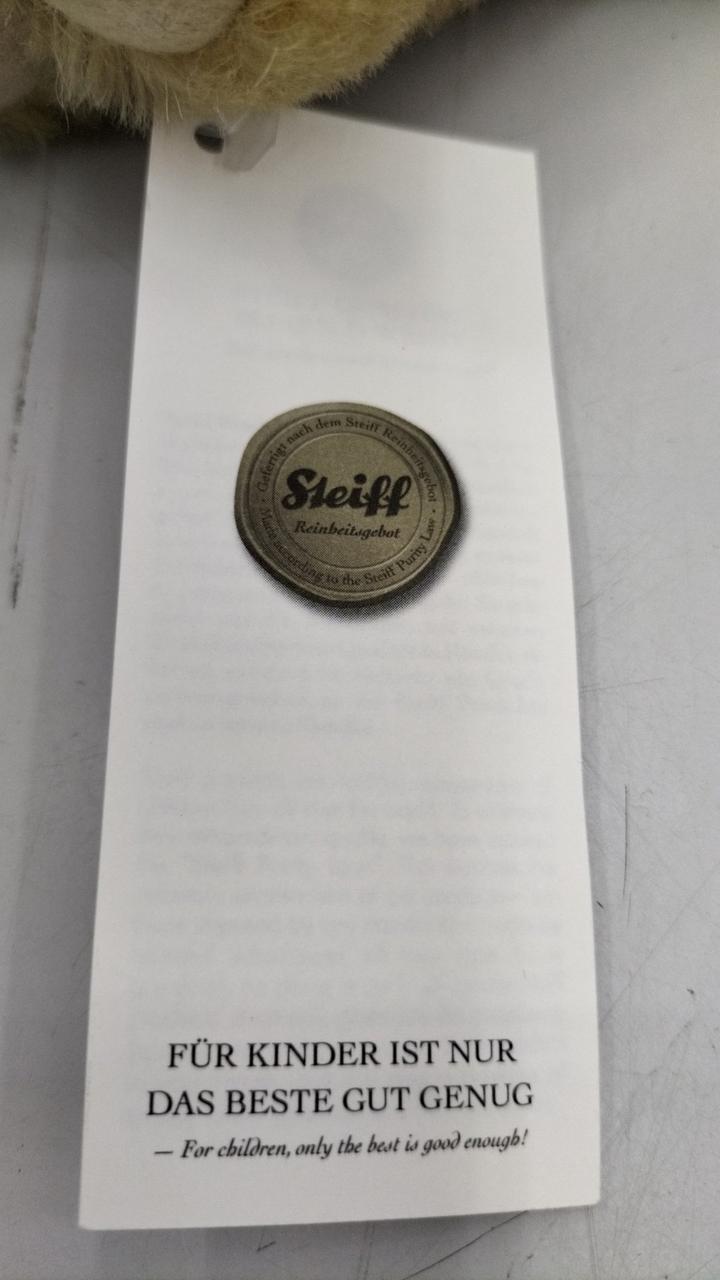 · Gefertigt nach dem Steiff Reinheitsgebot ·
Steiff
Reinheitsgebot
Made according to the Steiff Purity Law
FÜR KINDER IST NUR
DAS BESTE GUT GENUG
— For children, only the best is good enough!